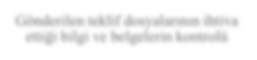 Gönderilen teklif dosyalarının ihtiva
ettiği bilgi ve belgelerin kontrolü